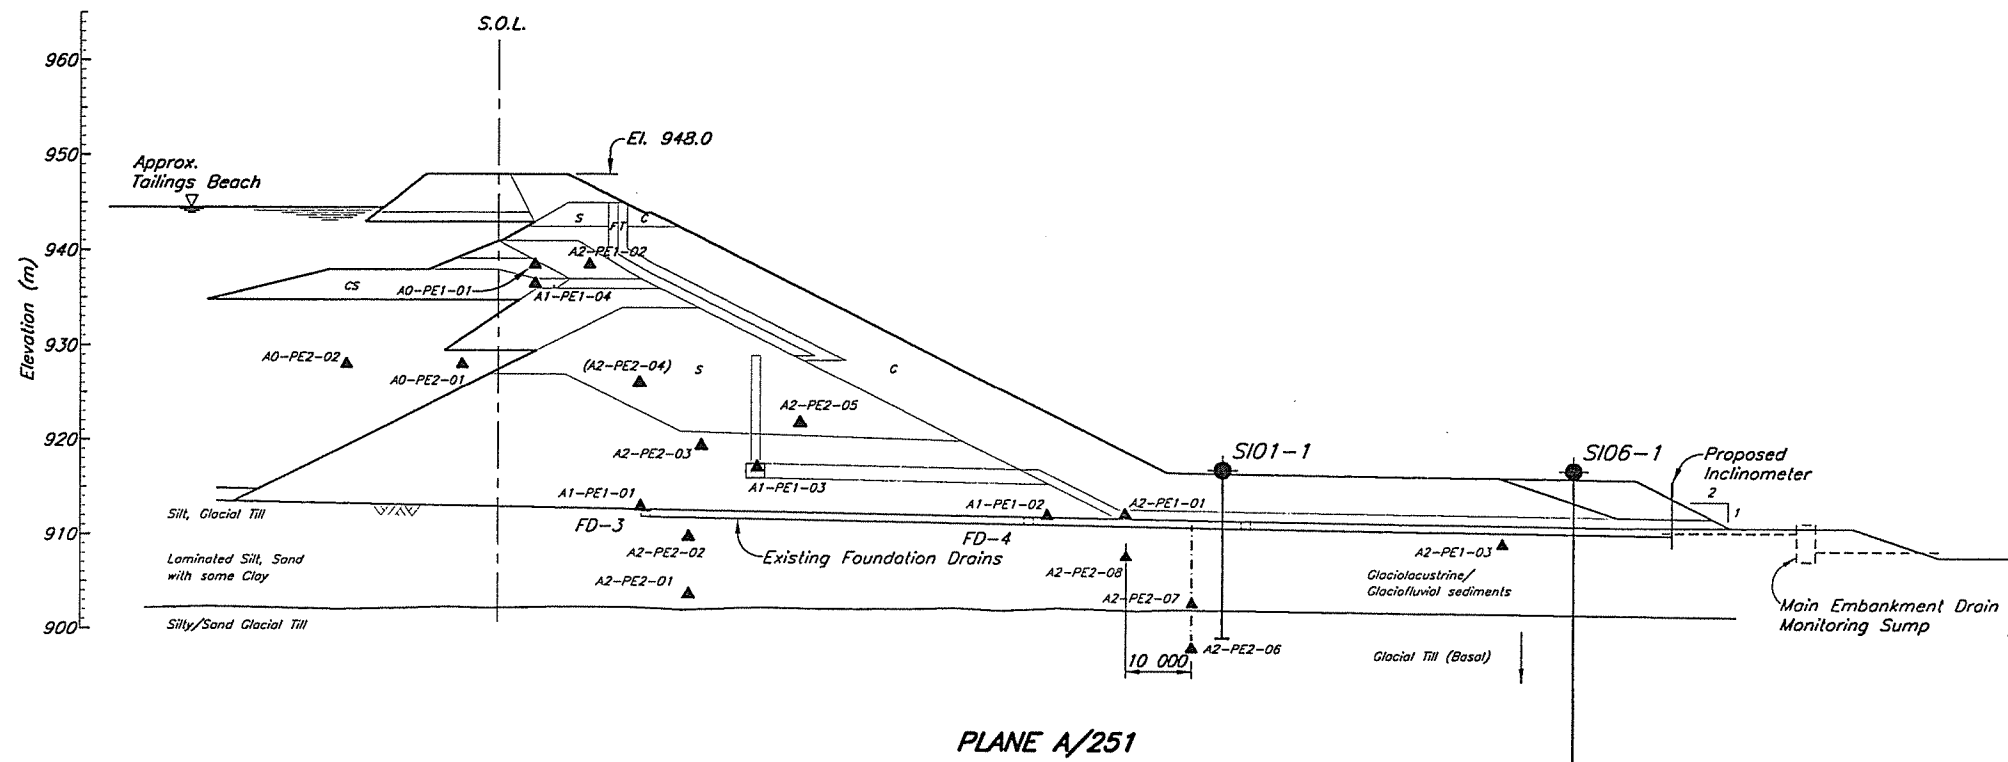 S.O.L.
960
950
940
930
920
910
900
Elevation (m)
Approx.
Tailings Beach
El. 948.0
S
C
F
T
A2-PE1-02
CS
A0-PE1-01
A1-PE1-04
A0-PE2-02
A0-PE2-01
(A2-PE2-04)
S
C
A2-PE2-05
A2-PE2-03
A1-PE1-03
SI01-1
SI06-1
Proposed
Inclinometer
2
1
A1-PE1-01
A1-PE1-02
A2-PE1-01
Silt, Glacial Till
FD-3
FD-4
A2-PE2-02
Existing Foundation Drains
A2-PE1-03
Laminated Silt, Sand
with some Clay
A2-PE2-08
A2-PE2-01
A2-PE2-07
Glaciolacustrine/
Glaciofluvial sediments
Main Embankment Drain
Monitoring Sump
Silty/Sand Glacial Till
A2-PE2-06
10 000
Glacial Till (Basal)
PLANE A/251